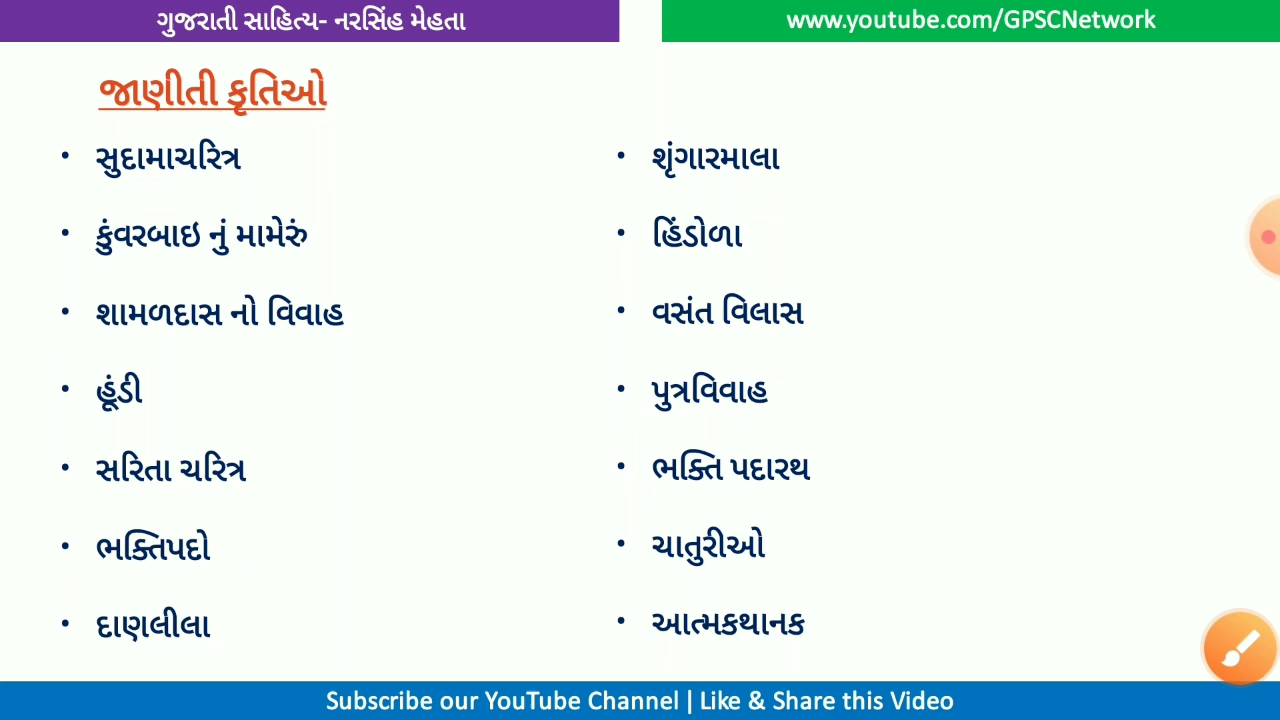 ગુજરાતી સાહિત્ય- નરસિંહ મેહતા
www.youtube.com/GPSCNetwork
જાણીતી કૃતિઓ
• સુદામાચરિત્ર
• કુંવરબાઇ નું મામેરું
• શામળદાસ નો વિવાહ
• હૂંડી
• સરિતા ચરિત્ર
• ભક્તિપદો
• દાણલીલા
• શૃંગારમાલા
• હિંડોળા
• વસંત વિલાસ
• પુત્રવિવાહ
• ભક્તિ પદારથ
• ચાતુરીઓ
• આત્મકથાનક
Subscribe our YouTube Channel | Like & Share this Video